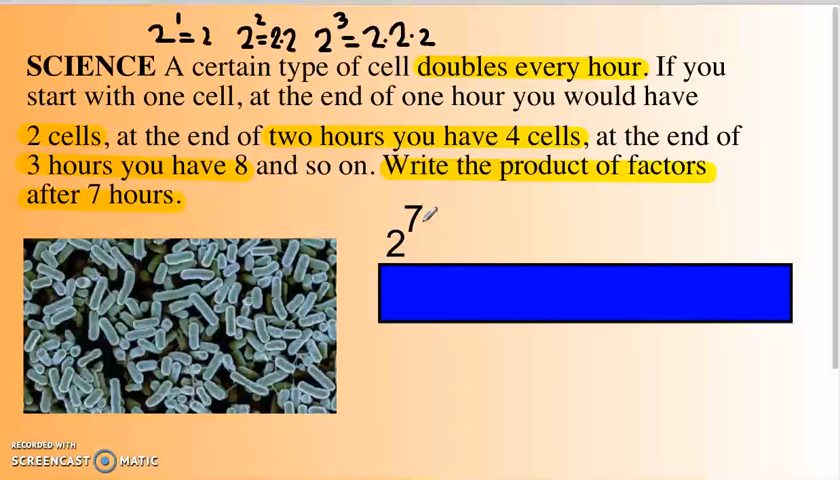 2¹=2 2²=2·2 2³=2·2·2
SCIENCE A certain type of cell doubles every hour. If you
start with one cell, at the end of one hour you would have
2 cells, at the end of two hours you have 4 cells, at the end of
3 hours you have 8 and so on. Write the product of factors
after 7 hours.
2⁷
RECORDED WITH
SCREENCAST MATIC